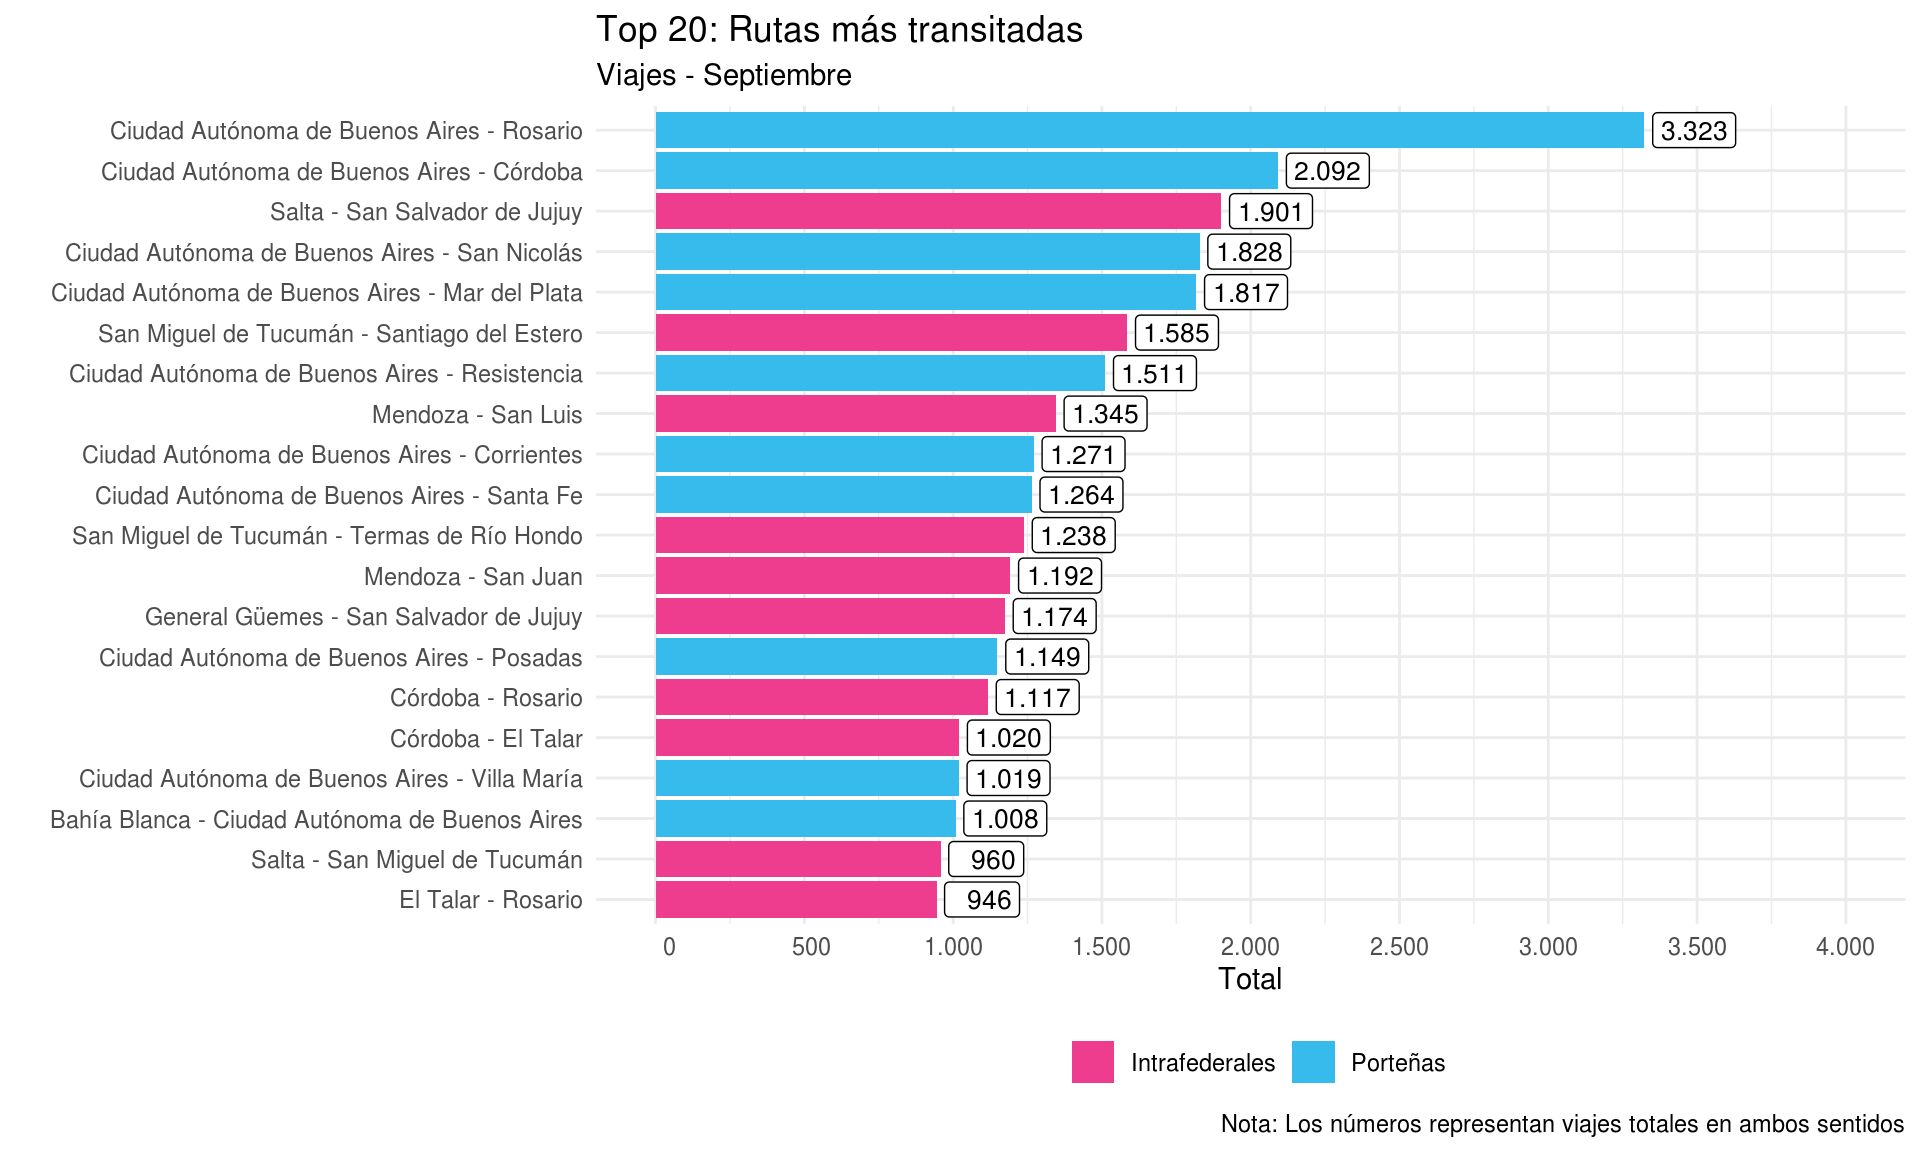 Top 20: Rutas más transitadas
Viajes - Septiembre
Ciudad Autónoma de Buenos Aires - Rosario 3.323
Ciudad Autónoma de Buenos Aires - Córdoba 2.092
Salta - San Salvador de Jujuy 1.901
Ciudad Autónoma de Buenos Aires - San Nicolás 1.828
Ciudad Autónoma de Buenos Aires - Mar del Plata 1.817
San Miguel de Tucumán - Santiago del Estero 1.585
Ciudad Autónoma de Buenos Aires - Resistencia 1.511
Mendoza - San Luis 1.345
Ciudad Autónoma de Buenos Aires - Corrientes 1.271
Ciudad Autónoma de Buenos Aires - Santa Fe 1.264
San Miguel de Tucumán - Termas de Río Hondo 1.238
Mendoza - San Juan 1.192
General Güemes - San Salvador de Jujuy 1.174
Ciudad Autónoma de Buenos Aires - Posadas 1.149
Córdoba - Rosario 1.117
Córdoba - El Talar 1.020
Ciudad Autónoma de Buenos Aires - Villa María 1.019
Bahía Blanca - Ciudad Autónoma de Buenos Aires 1.008
Salta - San Miguel de Tucumán 960
El Talar - Rosario 946
0 500 1.000 1.500 2.000 2.500 3.000 3.500 4.000
Total
Intrafederales Porteñas
Nota: Los números representan viajes totales en ambos sentidos